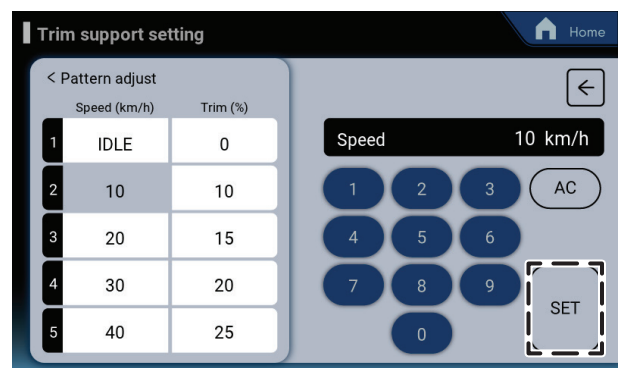 Trim support setting
Home
< Pattern adjust
Speed (km/h) Trim (%)
1 IDLE 0
2 10 10
3 20 15
4 30 20
5 40 25
Speed 10 km/h
1 2 3 AC
4 5 6
7 8 9
0
SET